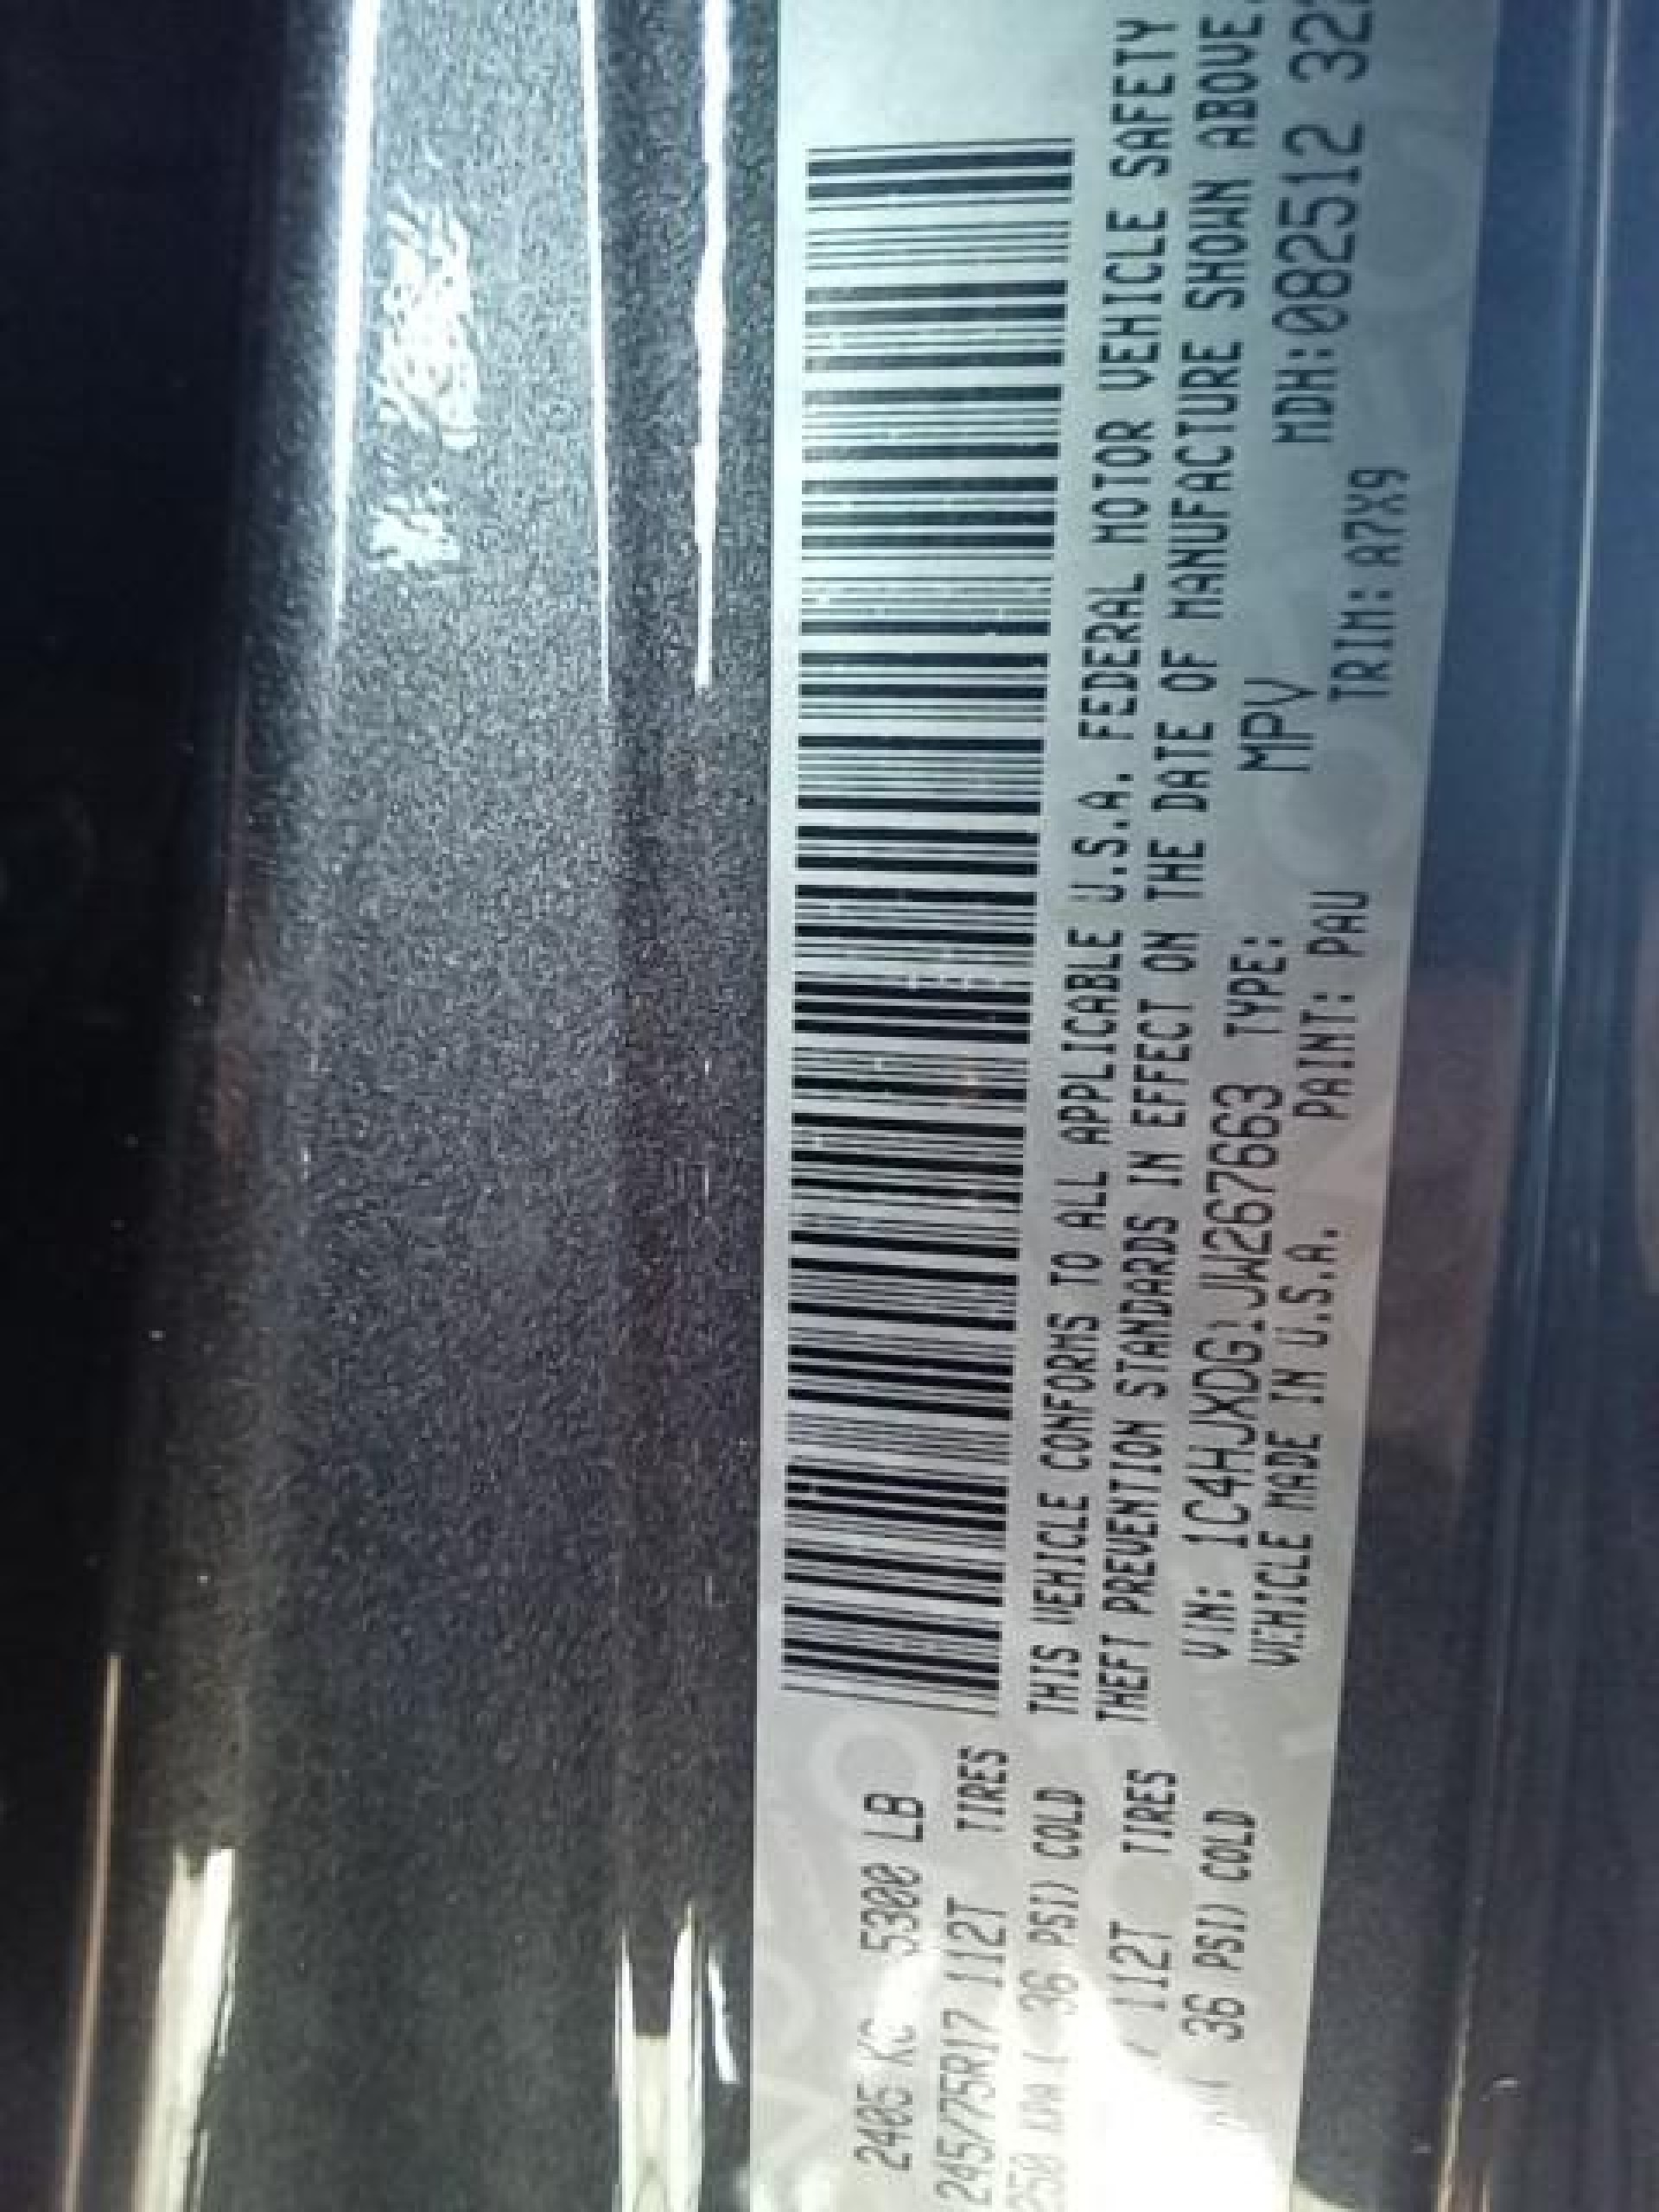 2405 KG 5300 LB
245/75R17 112T TIRES
250 KPA ( 36 PSI) COLD
112T TIRES
36 PSI) COLD
THIS VEHICLE CONFORMS TO ALL APPLICABLE U.S.A. FEDERAL MOTOR VEHICLE SAFETY
THEFT PREVENTION STANDARDS IN EFFECT ON THE DATE OF MANUFACTURE SHOWN ABOVE.
VIN: 1C4HJXDG1JW267663 TYPE: MPV MDH:082512
VEHICLE MADE IN U.S.A. PAINT: PAU TRIM: A7X9